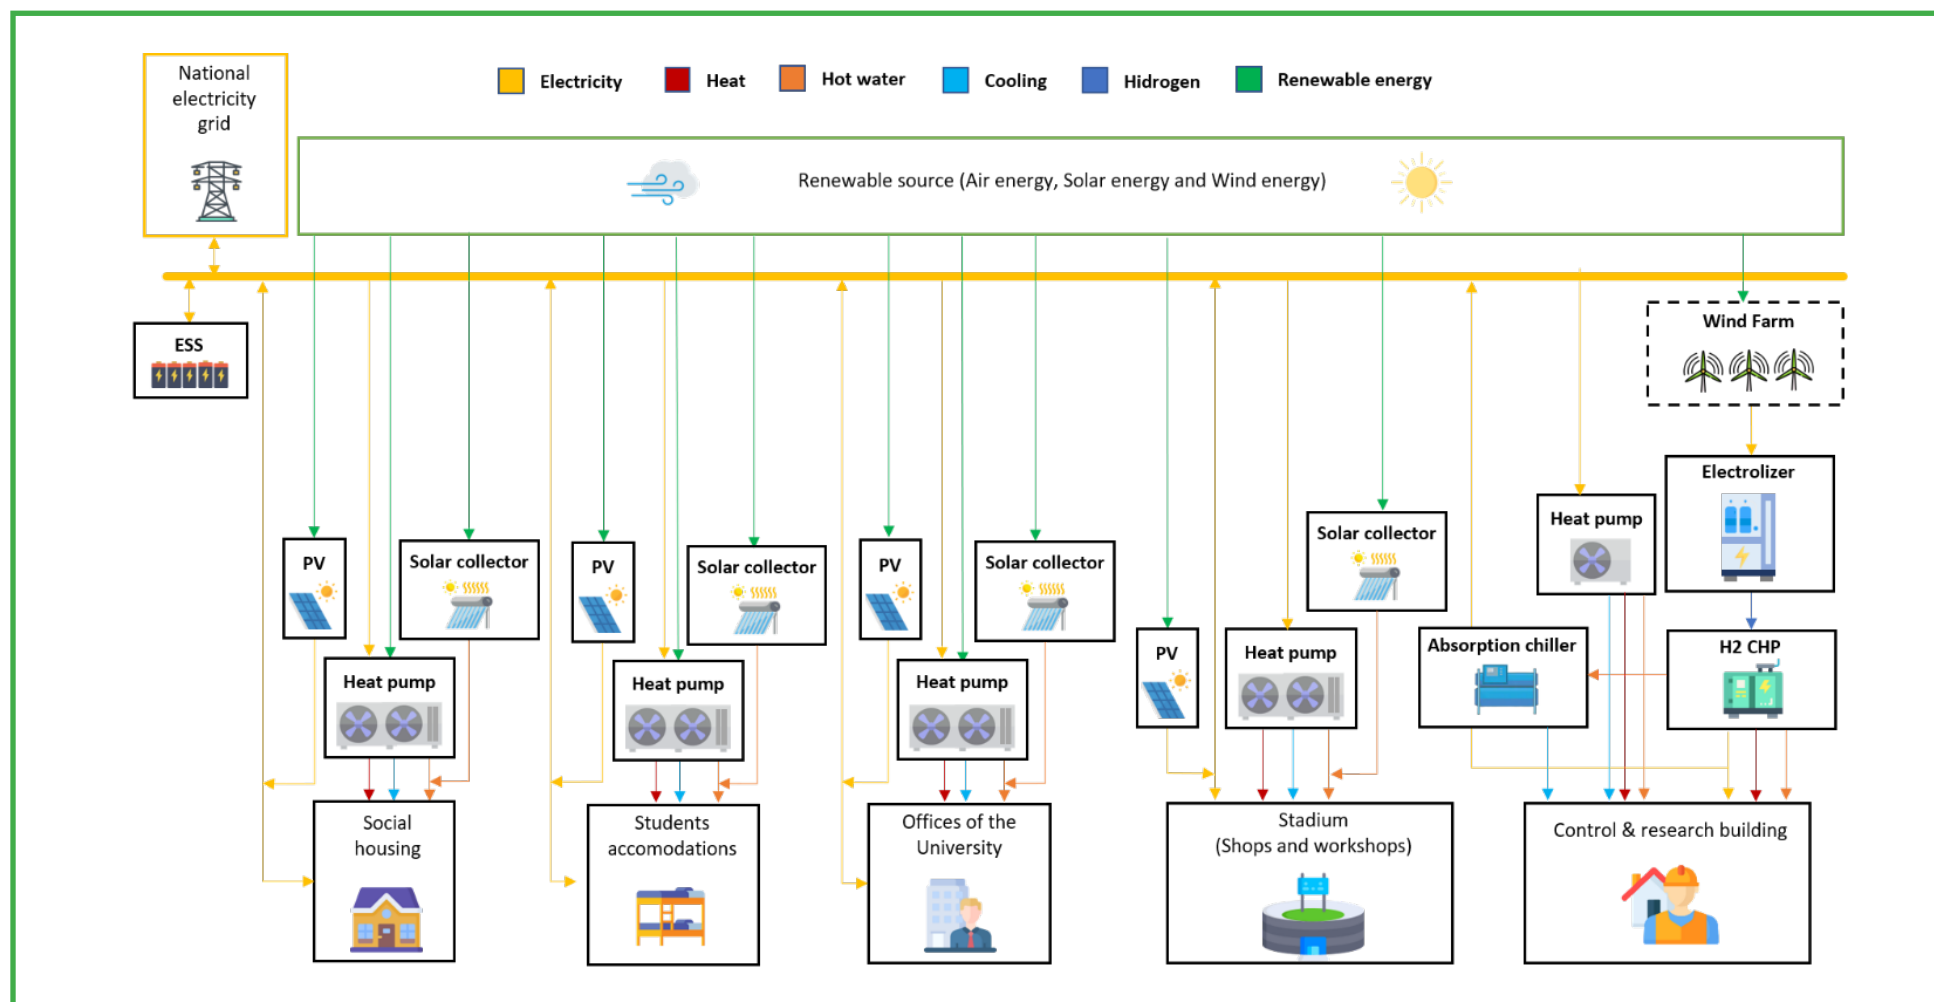 National
electricity
grid
Electricity
Heat
Hot water
Cooling
Hidrogen
Renewable energy
Renewable source (Air energy, Solar energy and Wind energy)
ESS
Wind Farm
Electrolizer
Heat pump
Solar collector
PV
Solar collector
PV
Solar collector
PV
Solar collector
Absorption chiller
H2 CHP
PV
Heat pump
Heat pump
Heat pump
Heat pump
Social
housing
Students
accomodations
Offices of the
University
Stadium
(Shops and workshops)
Control & research building